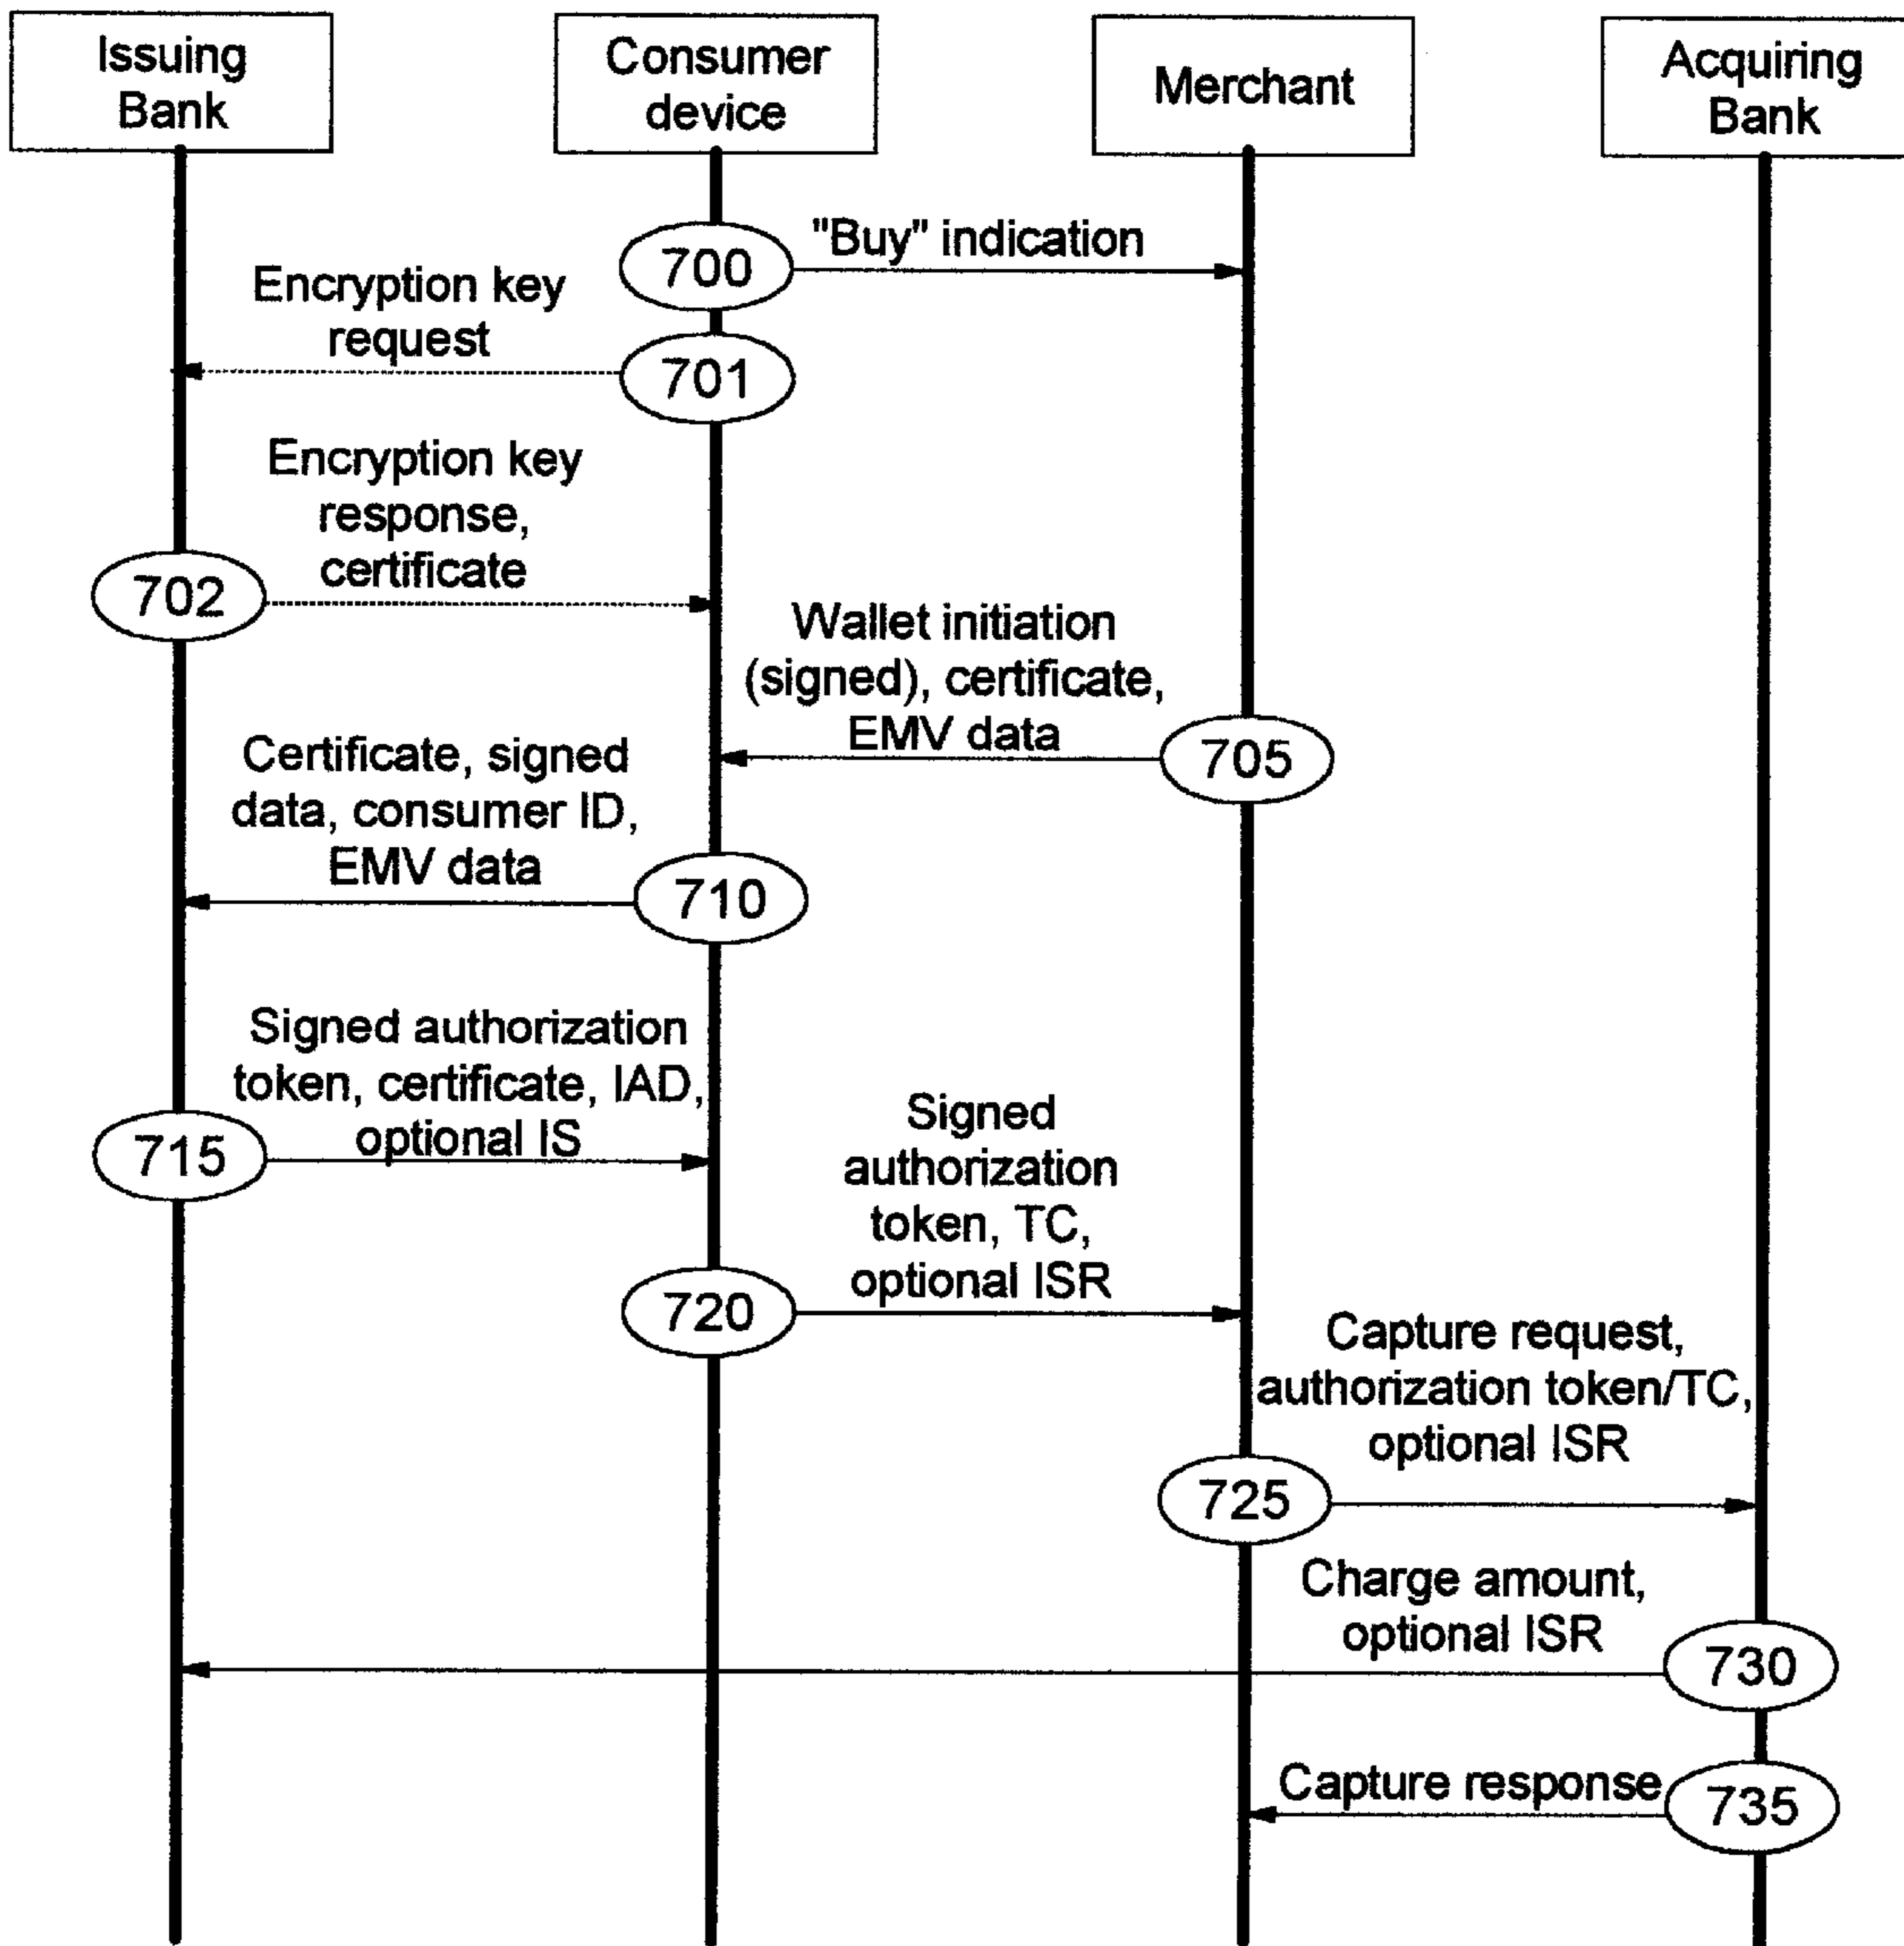 Issuing
Bank
Consumer
device
Merchant
Acquiring
Bank
700
"Buy" indication
Encryption key
request
701
Encryption key
response,
certificate
702
Wallet initiation
(signed), certificate,
EMV data
705
Certificate, signed
data, consumer ID,
EMV data
710
Signed authorization
token, certificate, IAD,
optional IS
715
Signed
authorization
token, TC,
optional ISR
720
Capture request,
authorization token/TC,
optional ISR
725
Charge amount,
optional ISR
730
Capture response
735